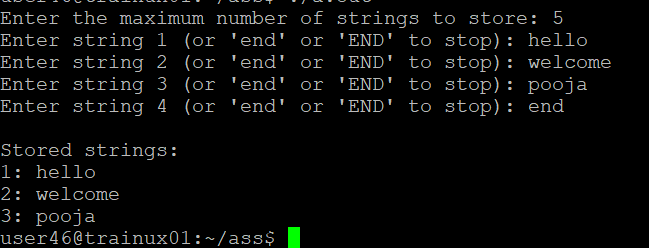 Enter the maximum number of strings to store: 5
Enter string 1 (or 'end' or 'END' to stop): hello
Enter string 2 (or 'end' or 'END' to stop): welcome
Enter string 3 (or 'end' or 'END' to stop): pooja
Enter string 4 (or 'end' or 'END' to stop): end
Stored strings:
1: hello
2: welcome
3: pooja
user46@trainux01:~/ass$